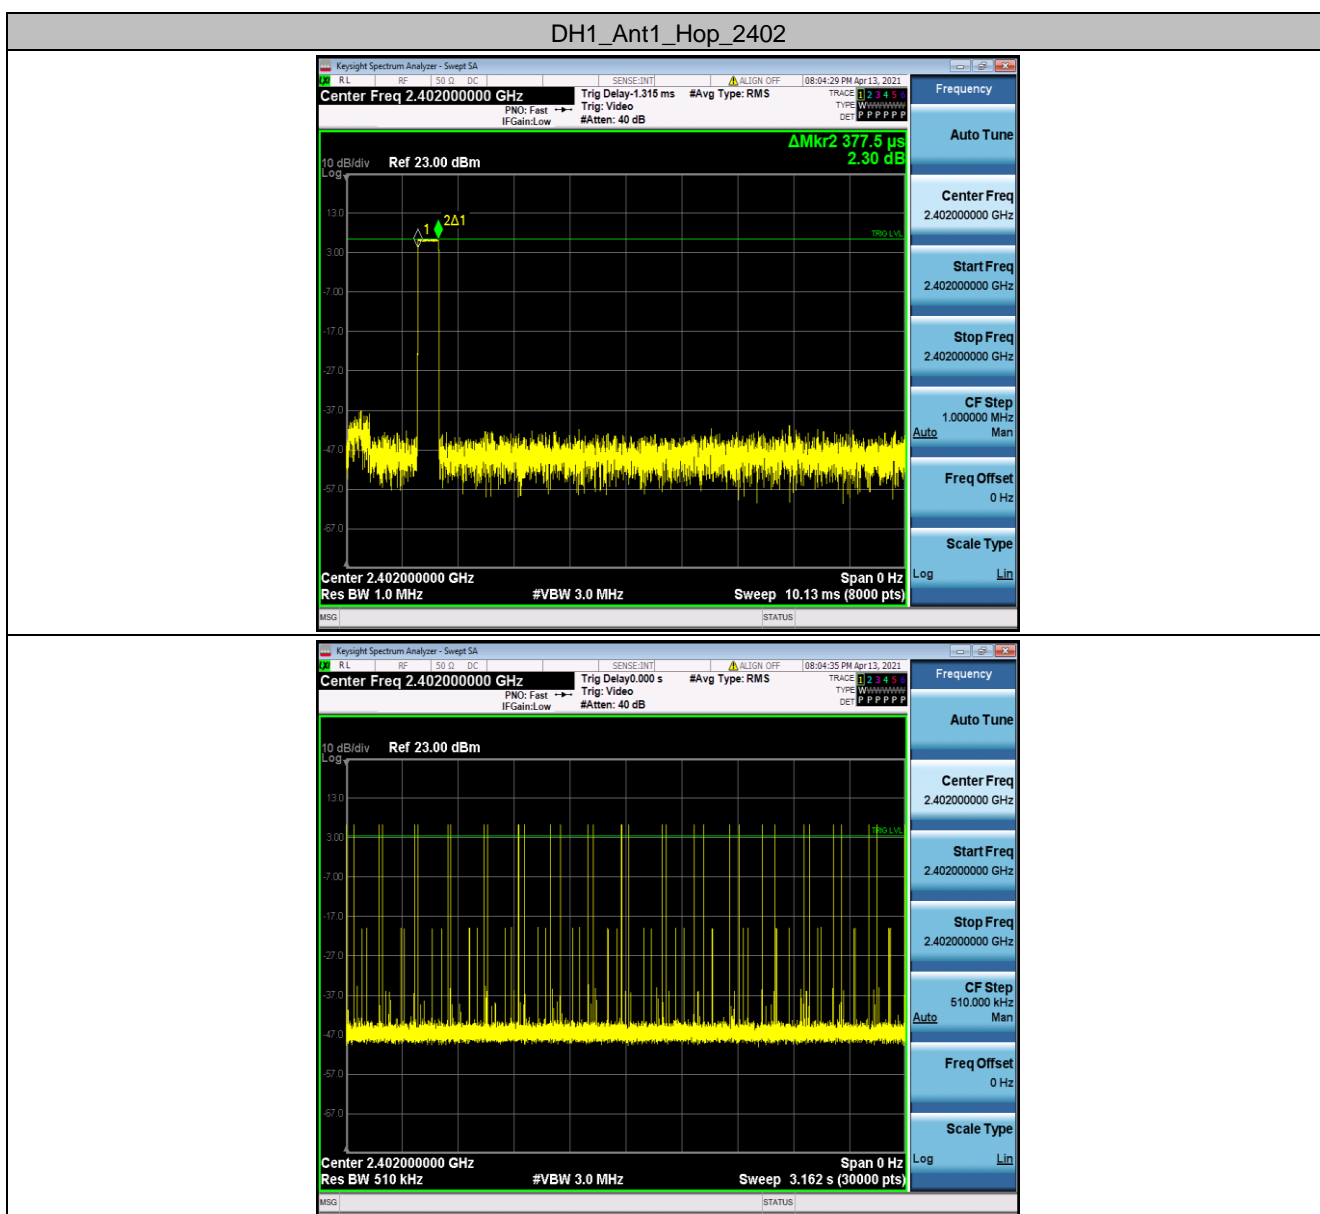 DH1_Ant1_Hop_2402
Keysight Spectrum Analyzer - Swept SA
RL RF 50 Ω DC SENSE:INT ALIGN OFF 08:04:29 PM Apr 13, 2021
Center Freq 2.402000000 GHz Trig Delay-1.315 ms #Avg Type: RMS TRACE 1 2 3 4 5 6
PNO: Fast Trig: Video TYPE WWWWWW
IFGain:Low #Atten: 40 dB DET P P P P P P
ΔMkr2 377.5 µs
2.30 dB
10 dB/div Ref 23.00 dBm
Log
13.0
3.00
-7.00
-17.0
-27.0
-37.0
-47.0
-57.0
-67.0
1
2Δ1
TRIG LVL
Center 2.402000000 GHz Span 0 Hz
Res BW 1.0 MHz #VBW 3.0 MHz Sweep 10.13 ms (8000 pts)
MSG STATUS
Frequency
Auto Tune
Center Freq
2.402000000 GHz
Start Freq
2.402000000 GHz
Stop Freq
2.402000000 GHz
CF Step
1.000000 MHz
Auto Man
Freq Offset
0 Hz
Scale Type
Log Lin
Keysight Spectrum Analyzer - Swept SA
RL RF 50 Ω DC SENSE:INT ALIGN OFF 08:04:35 PM Apr 13, 2021
Center Freq 2.402000000 GHz Trig Delay0.000 s #Avg Type: RMS TRACE 1 2 3 4 5 6
PNO: Fast Trig: Video TYPE WWWWWW
IFGain:Low #Atten: 40 dB DET P P P P P P
10 dB/div Ref 23.00 dBm
Log
13.0
3.00
-7.00
-17.0
-27.0
-37.0
-47.0
-57.0
-67.0
TRIG LVL
Center 2.402000000 GHz Span 0 Hz
Res BW 510 kHz #VBW 3.0 MHz Sweep 3.162 s (30000 pts)
MSG STATUS
Frequency
Auto Tune
Center Freq
2.402000000 GHz
Start Freq
2.402000000 GHz
Stop Freq
2.402000000 GHz
CF Step
510.000 kHz
Auto Man
Freq Offset
0 Hz
Scale Type
Log Lin